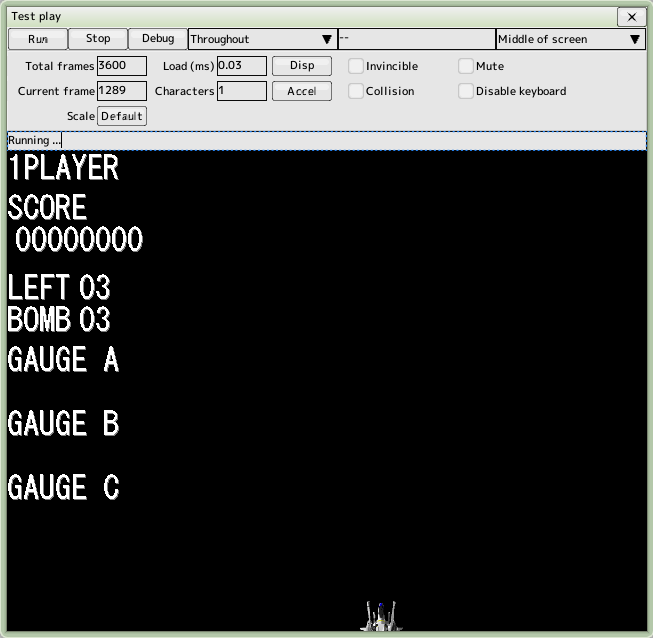 Test play
Run Stop Debug Throughout ▼ -- Middle of screen ▼
Total frames 3600 Load (ms) 0.03 Disp Invincible Mute
Current frame 1289 Characters 1 Accel Collision Disable keyboard
Scale Default
Running ...
1PLAYER
SCORE
00000000
LEFT 03
BOMB 03
GAUGE A
GAUGE B
GAUGE C